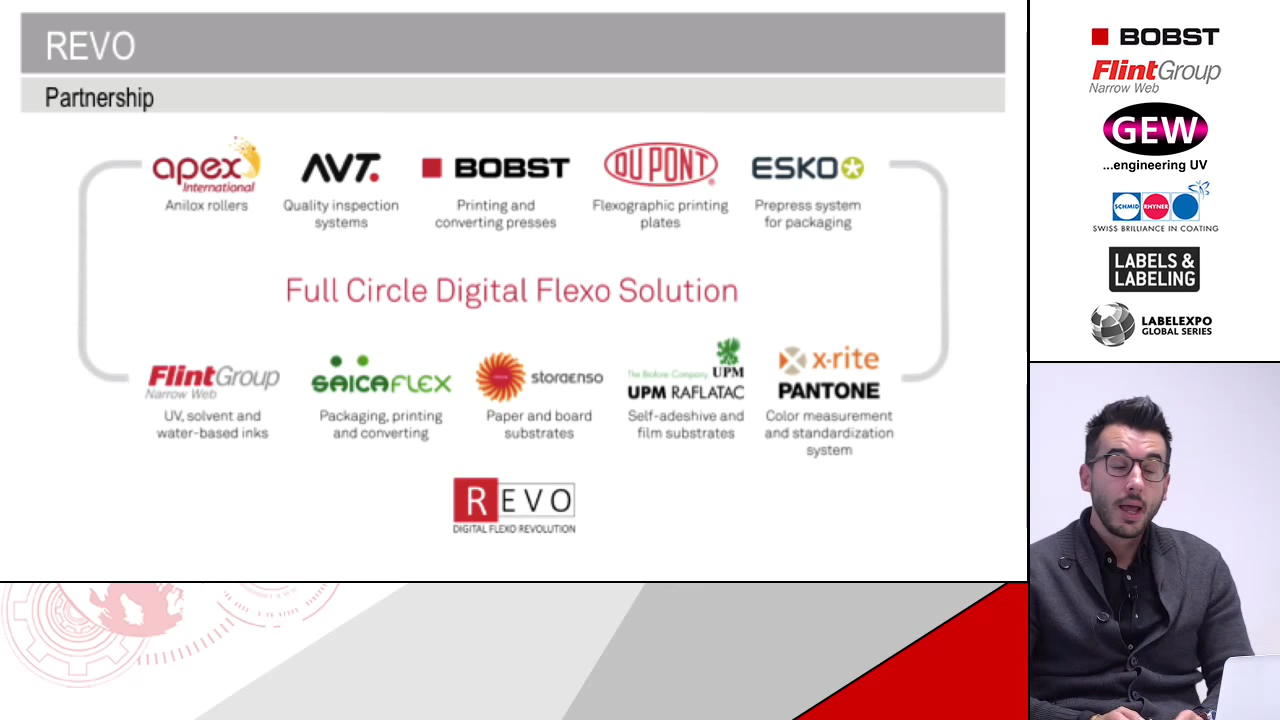 REVO
Partnership
apex
International
Anilox rollers
AVT.
Quality inspection
systems
BOBST
Printing and
converting presses
DU PONT
Flexographic printing
plates
ESKO
Prepress system
for packaging
Full Circle Digital Flexo Solution
FlintGroup
Narrow Web
UV, solvent and
water-based inks
SAICAFLEX
Packaging, printing
and converting
storaenso
Paper and board
substrates
The Biofore Company UPM
UPM RAFLATAC
Self-adeshive and
film substrates
x-rite
PANTONE
Color measurement
and standardization
system
REVO
DIGITAL FLEXO REVOLUTION
BOBST
FlintGroup
Narrow Web
GEW
...engineering UV
SCHMID RHYNER
SWISS BRILLIANCE IN COATING
LABELS &
LABELING
LABELEXPO
GLOBAL SERIES